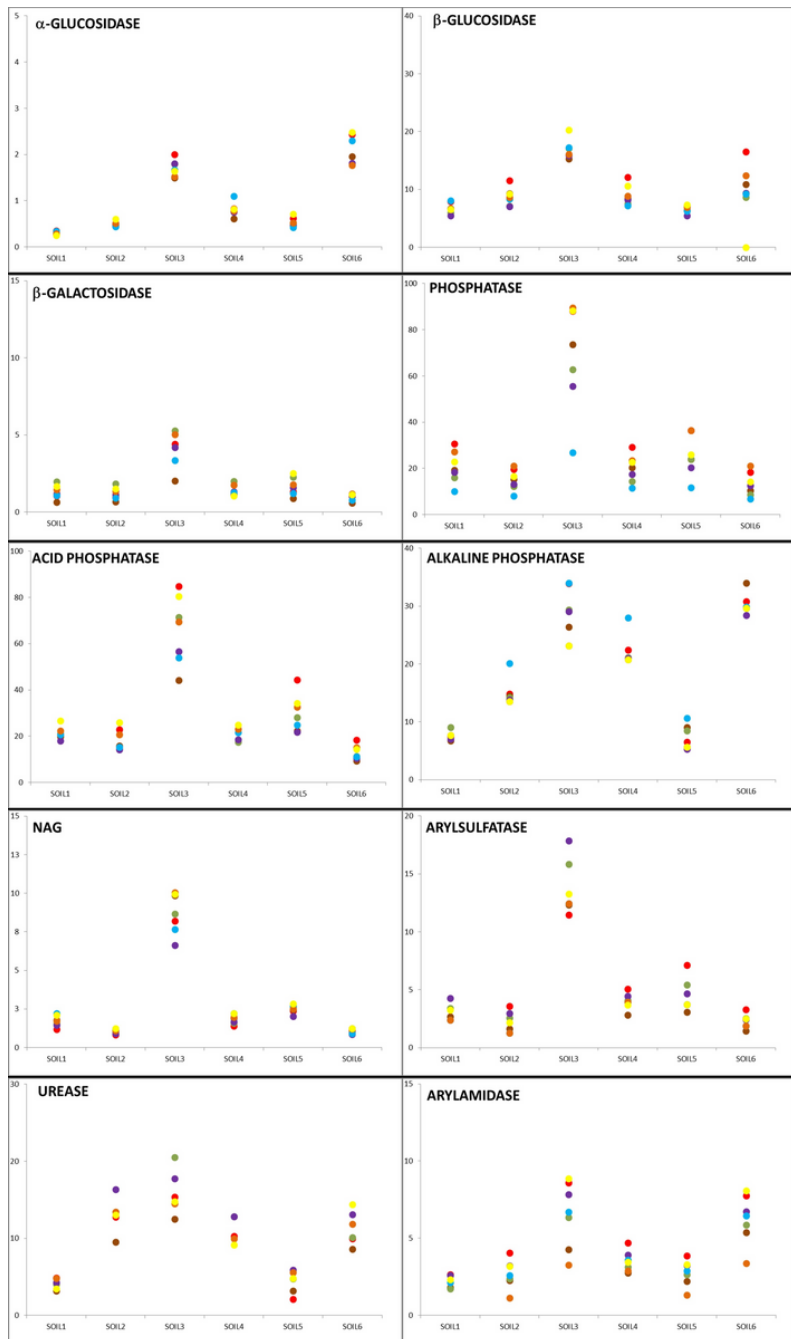 α-GLUCOSIDASE
5
4
3
2
1
0
SOIL1 SOIL2 SOIL3 SOIL4 SOIL5 SOIL6
β-GLUCOSIDASE
40
30
20
10
0
SOIL1 SOIL2 SOIL3 SOIL4 SOIL5 SOIL6
β-GALACTOSIDASE
15
10
5
0
SOIL1 SOIL2 SOIL3 SOIL4 SOIL5 SOIL6
PHOSPHATASE
100
80
60
40
20
0
SOIL1 SOIL2 SOIL3 SOIL4 SOIL5 SOIL6
ACID PHOSPHATASE
100
80
60
40
20
0
SOIL1 SOIL2 SOIL3 SOIL4 SOIL5 SOIL6
ALKALINE PHOSPHATASE
40
30
20
10
0
SOIL1 SOIL2 SOIL3 SOIL4 SOIL5 SOIL6
NAG
15
13
10
8
5
3
0
SOIL1 SOIL2 SOIL3 SOIL4 SOIL5 SOIL6
ARYLSULFATASE
20
15
10
5
0
SOIL1 SOIL2 SOIL3 SOIL4 SOIL5 SOIL6
UREASE
30
20
10
0
SOIL1 SOIL2 SOIL3 SOIL4 SOIL5 SOIL6
ARYLAMIDASE
15
10
5
0
SOIL1 SOIL2 SOIL3 SOIL4 SOIL5 SOIL6